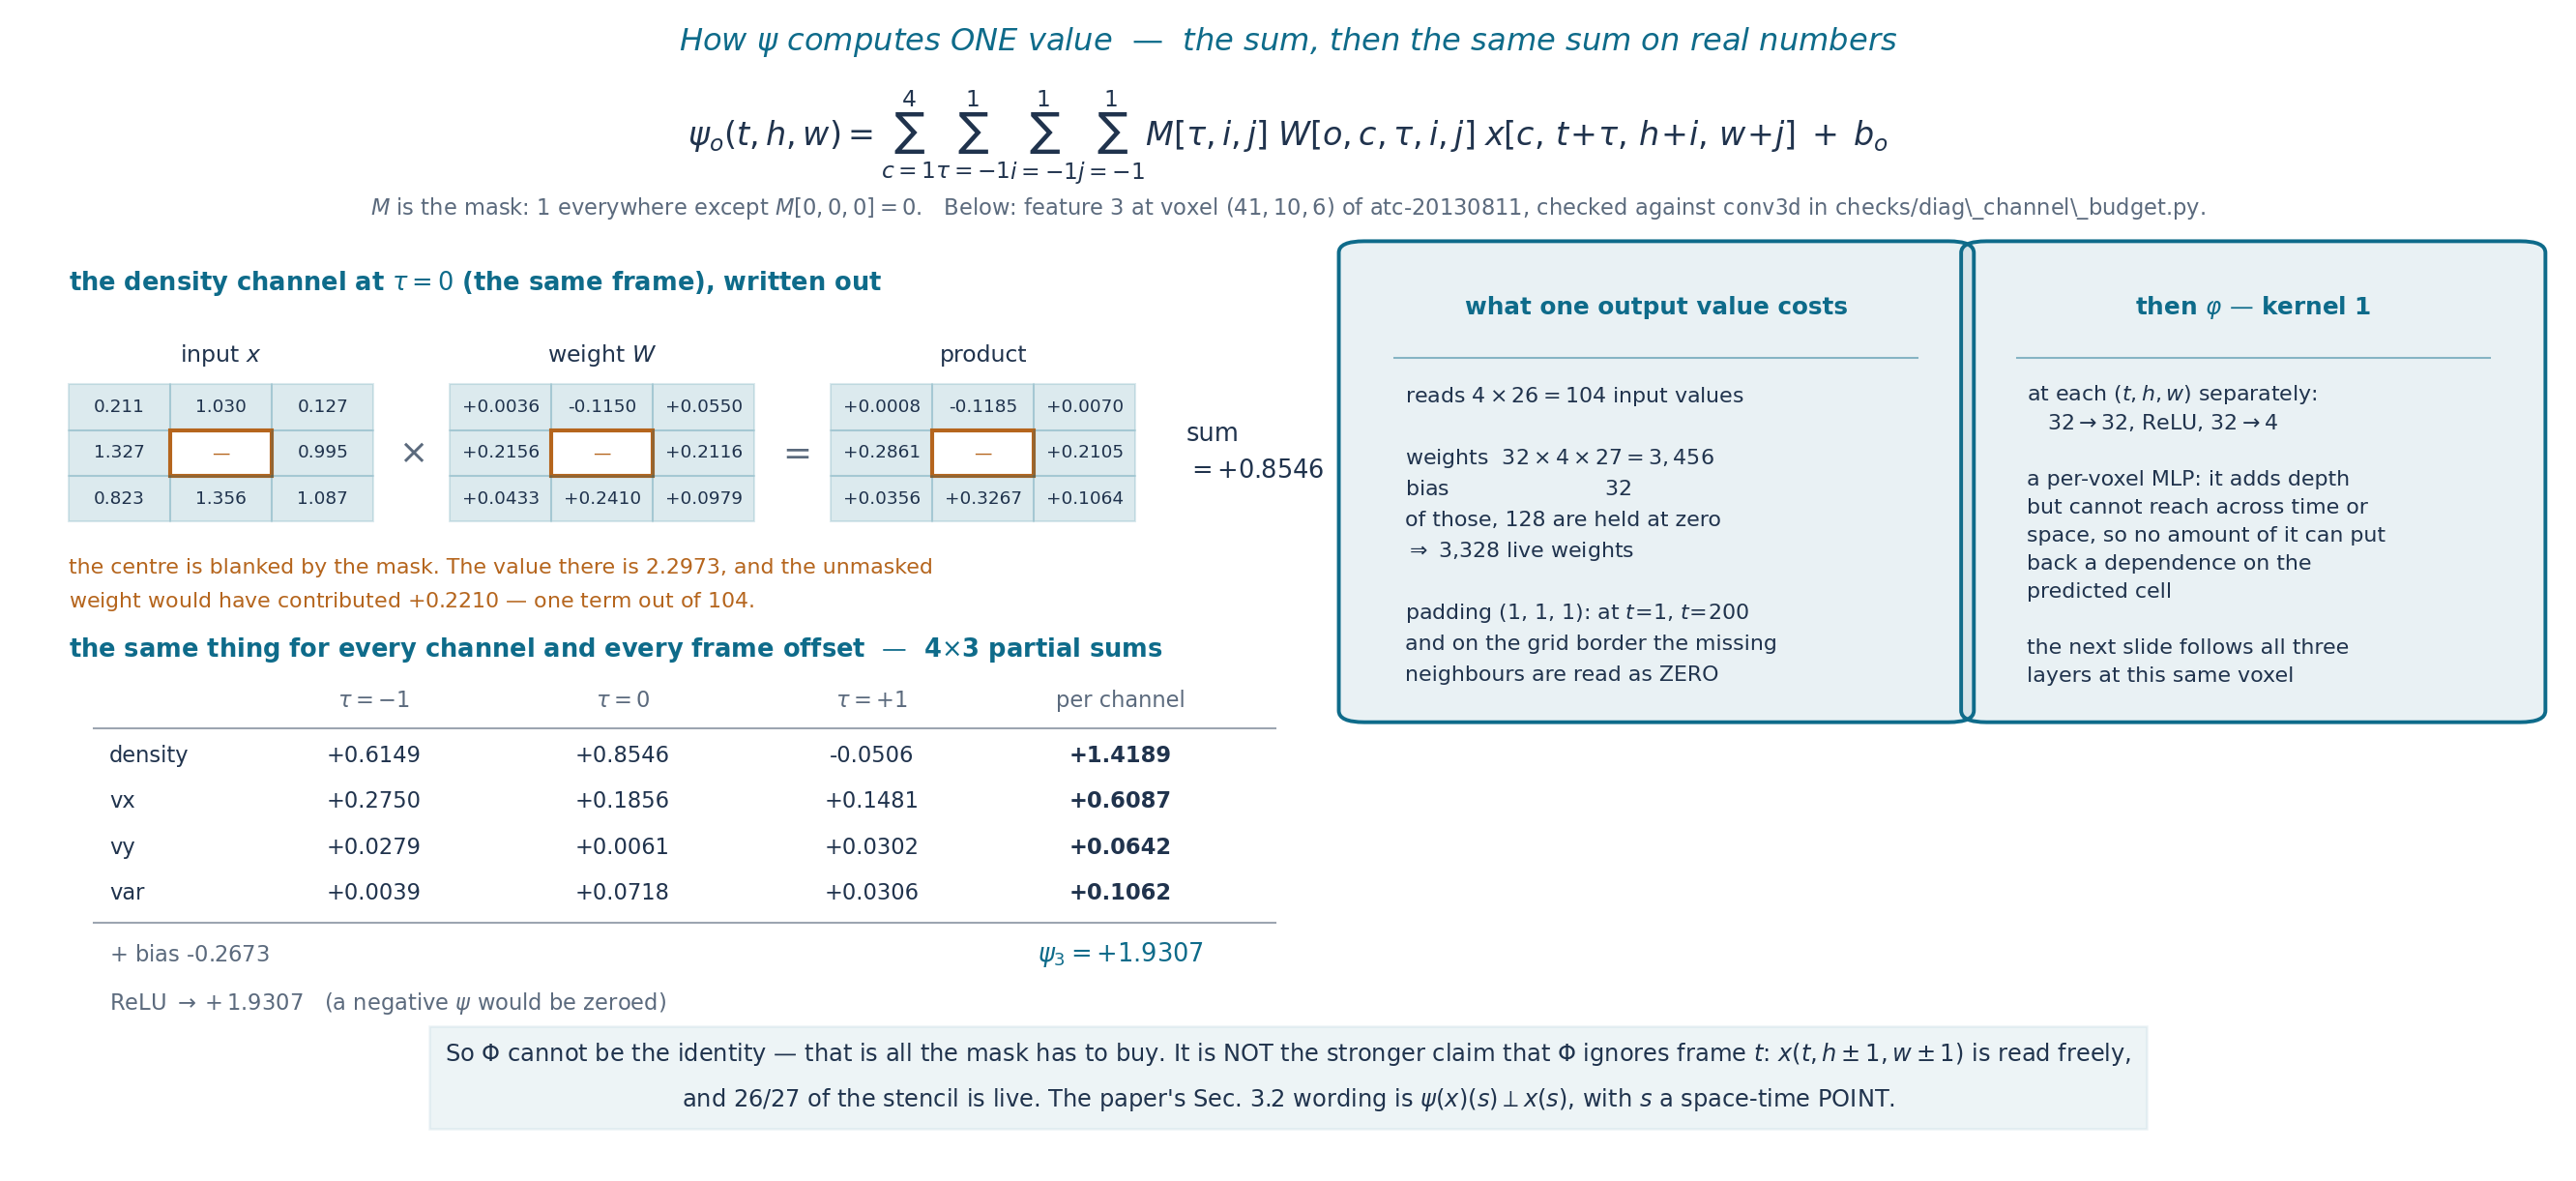 How ψ computes ONE value — the sum, then the same sum on real numbers
ψ_o(t, h, w) = ∑_{c=1}^{4} ∑_{τ=−1}^{1} ∑_{i=−1}^{1} ∑_{j=−1}^{1} M[τ, i, j] W[o, c, τ, i, j] x[c, t+τ, h+i, w+j] + b_o
M is the mask: 1 everywhere except M[0, 0, 0] = 0. Below: feature 3 at voxel (41, 10, 6) of atc-20130811, checked against conv3d in checks/diag\_channel\_budget.py.
the density channel at τ = 0 (the same frame), written out
input x weight W product
0.211 1.030 0.127 +0.0036 -0.1150 +0.0550 +0.0008 -0.1185 +0.0070
1.327 — 0.995 × +0.2156 — +0.2116 = +0.2861 — +0.2105
0.823 1.356 1.087 +0.0433 +0.2410 +0.0979 +0.0356 +0.3267 +0.1064
sum
= +0.8546
the centre is blanked by the mask. The value there is 2.2973, and the unmasked
weight would have contributed +0.2210 — one term out of 104.
the same thing for every channel and every frame offset — 4×3 partial sums
τ = −1 τ = 0 τ = +1 per channel
density +0.6149 +0.8546 -0.0506 +1.4189
vx +0.2750 +0.1856 +0.1481 +0.6087
vy +0.0279 +0.0061 +0.0302 +0.0642
var +0.0039 +0.0718 +0.0306 +0.1062
+ bias -0.2673 ψ_3 = +1.9307
ReLU → +1.9307 (a negative ψ would be zeroed)
what one output value costs
reads 4 × 26 = 104 input values
weights 32 × 4 × 27 = 3,456
bias 32
of those, 128 are held at zero
⇒ 3,328 live weights
padding (1, 1, 1): at t=1, t=200
and on the grid border the missing
neighbours are read as ZERO
then φ — kernel 1
at each (t, h, w) separately:
32→32, ReLU, 32→4
a per-voxel MLP: it adds depth
but cannot reach across time or
space, so no amount of it can put
back a dependence on the
predicted cell
the next slide follows all three
layers at this same voxel
So Φ cannot be the identity — that is all the mask has to buy. It is NOT the stronger claim that Φ ignores frame t: x(t, h ± 1, w ± 1) is read freely,
and 26/27 of the stencil is live. The paper's Sec. 3.2 wording is ψ(x)(s) ⊥ x(s), with s a space-time POINT.